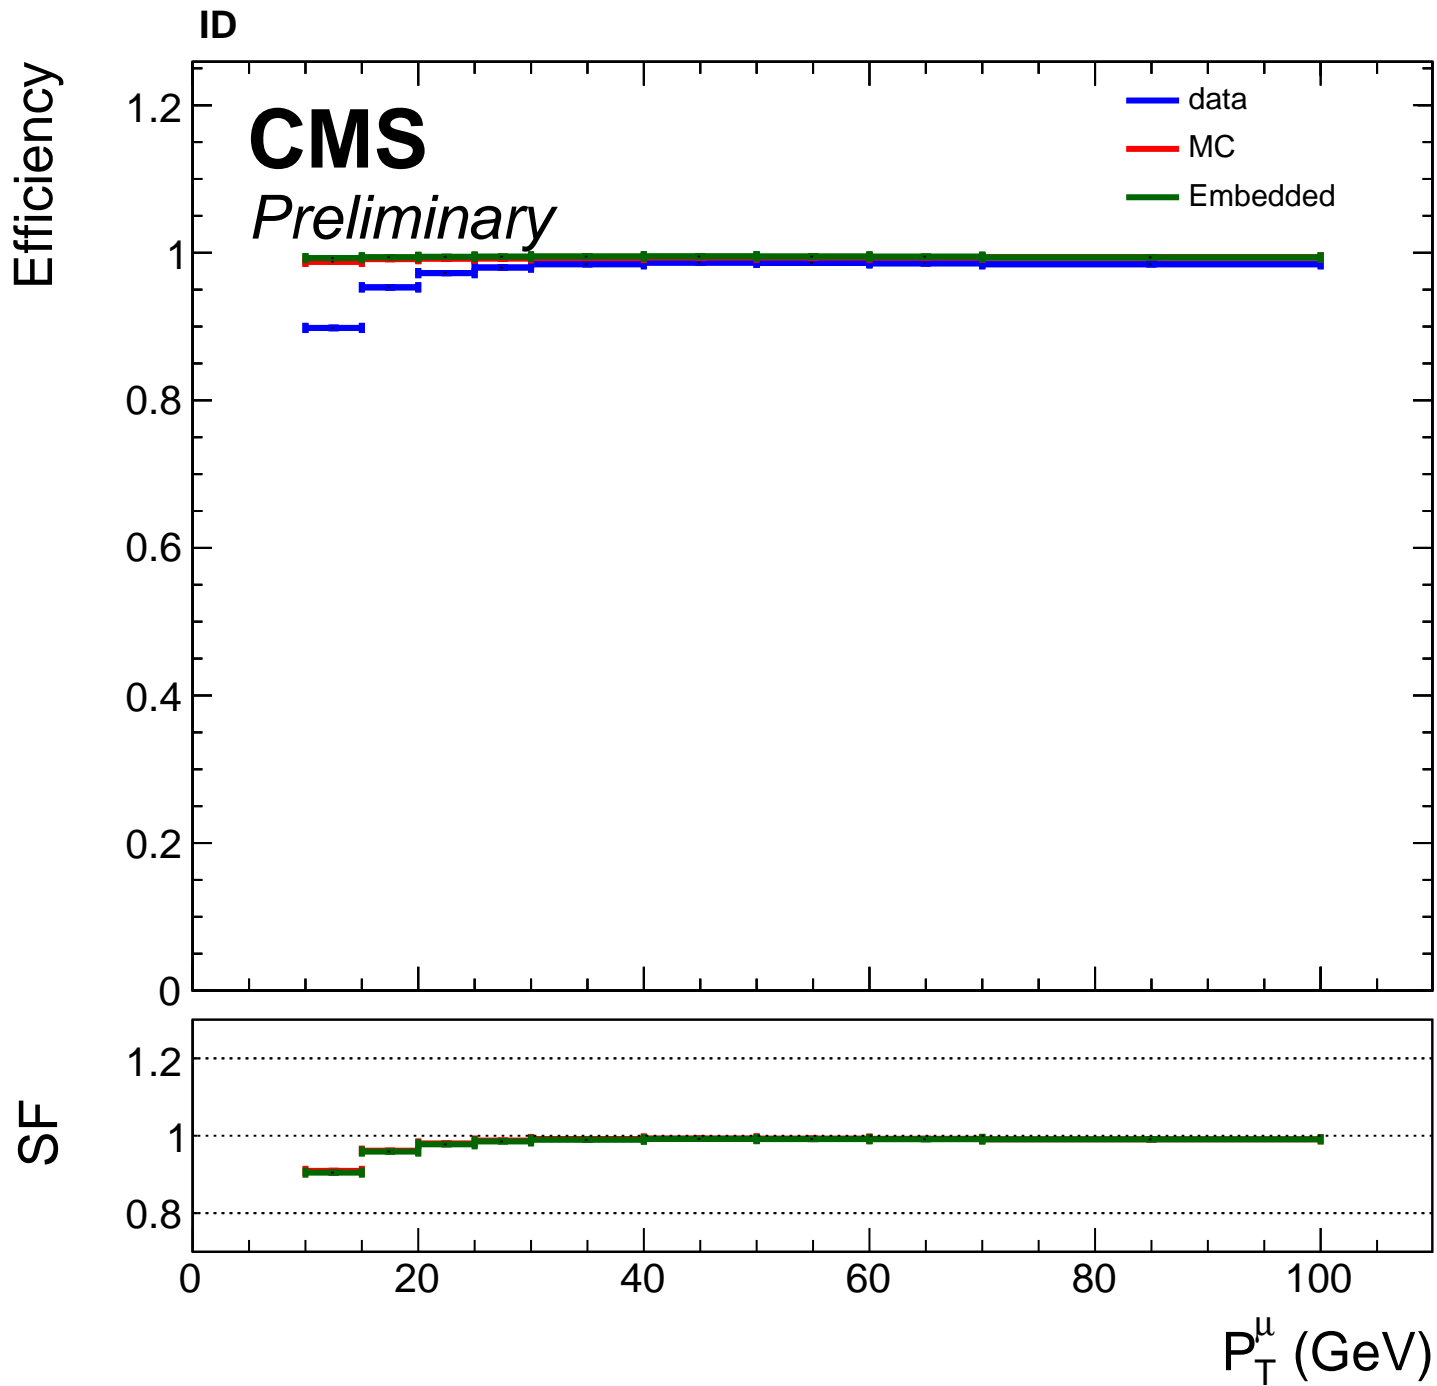 ID
Efficiency
CMS
Preliminary
data
MC
Embedded
1.2
1
0.8
0.6
0.4
0.2
0
SF
1.2
1
0.8
0 20 40 60 80 100
P_T^μ (GeV)